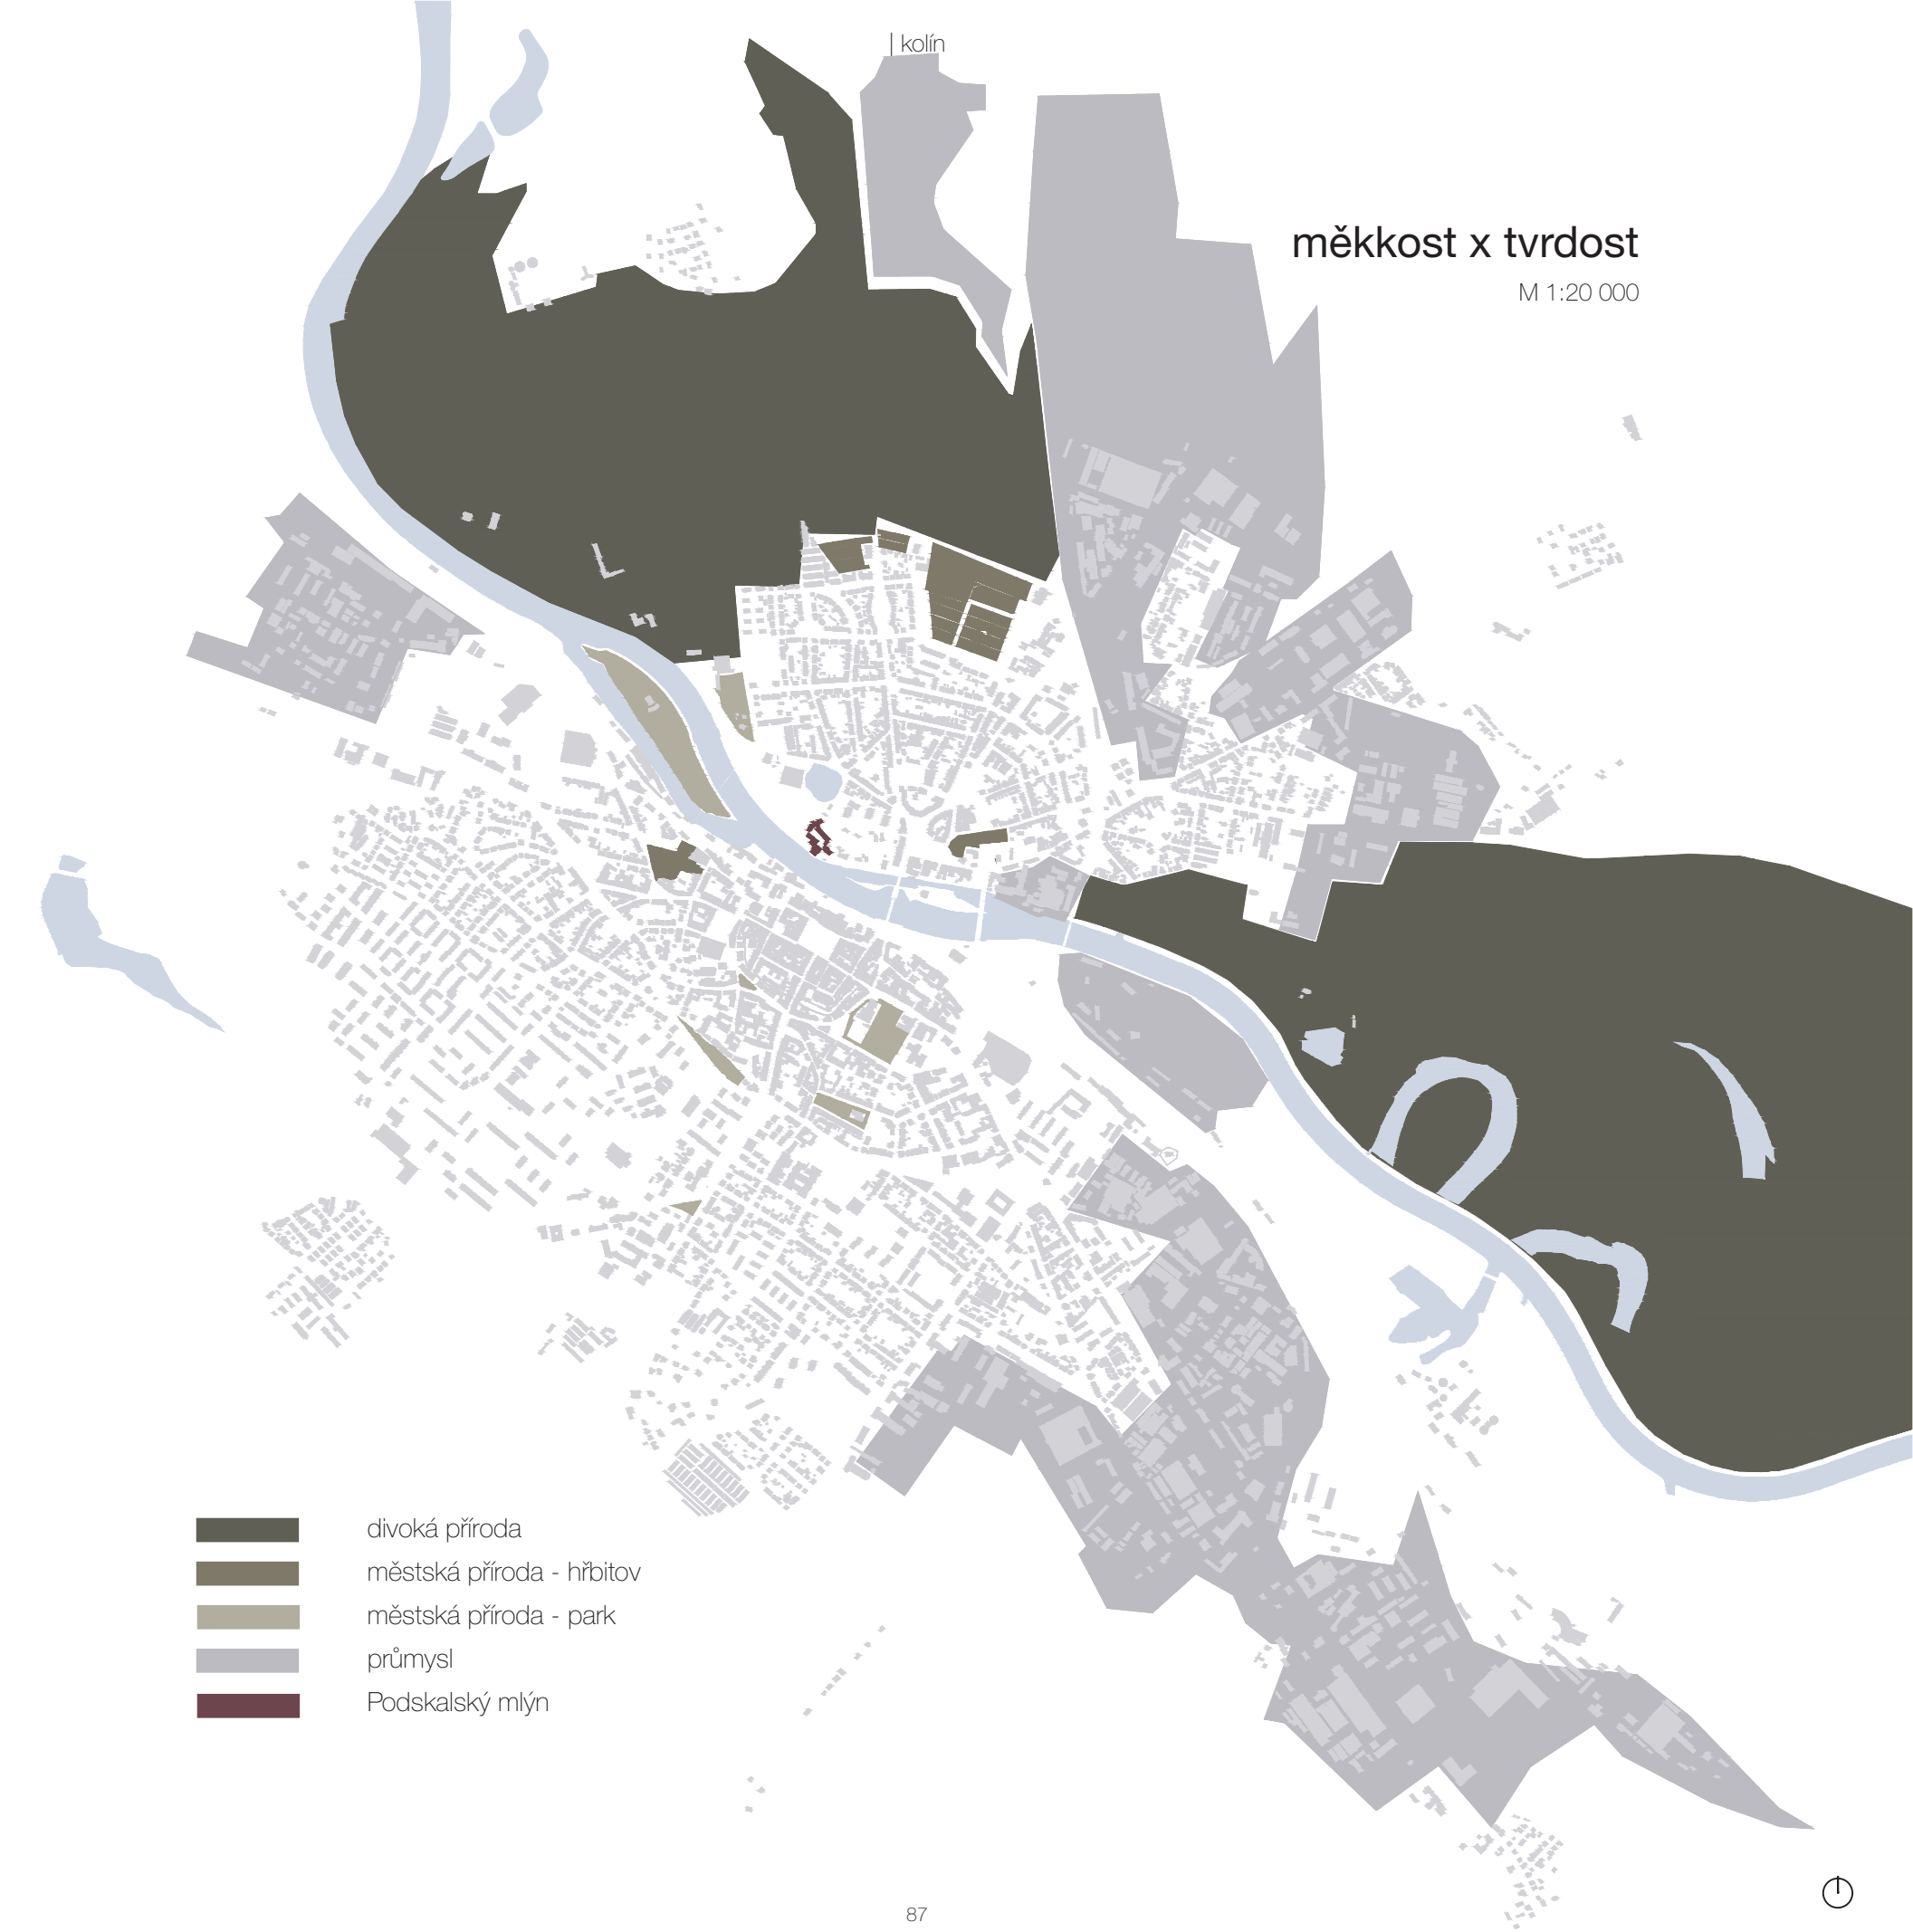 | kolín
měkkost x tvrdost
M 1:20 000
divoká příroda
městská příroda - hřbitov
městská příroda - park
průmysl
Podskalský mlýn
87